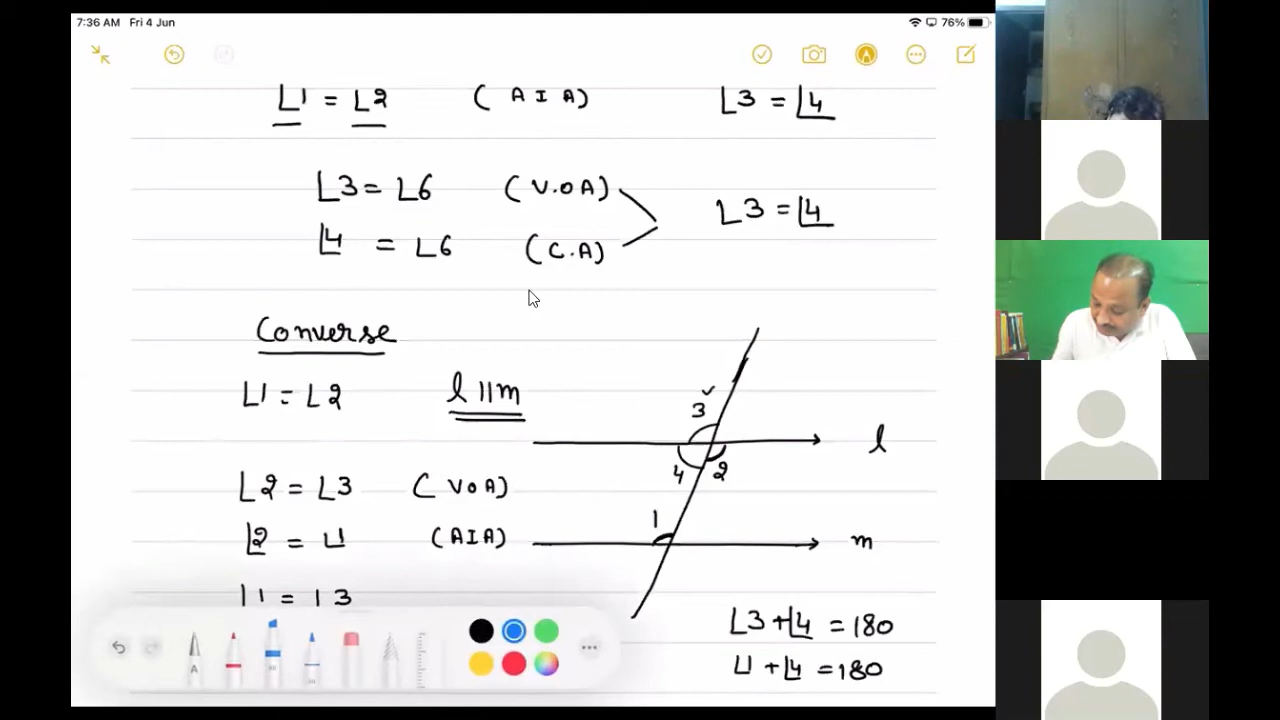 7:36 AM Fri 4 Jun 76%
L1 = L2 ( A I A ) L3 = L4
L3 = L6 ( V.O A )
L4 = L6 ( C.A ) L3 = L4
Converse
L1 = L2 l || m
3
l
4 2
L2 = L3 ( V O A )
1
L2 = L1 ( A I A ) m
L1 = L3
L3 + L4 = 180
L1 + L4 = 180
A